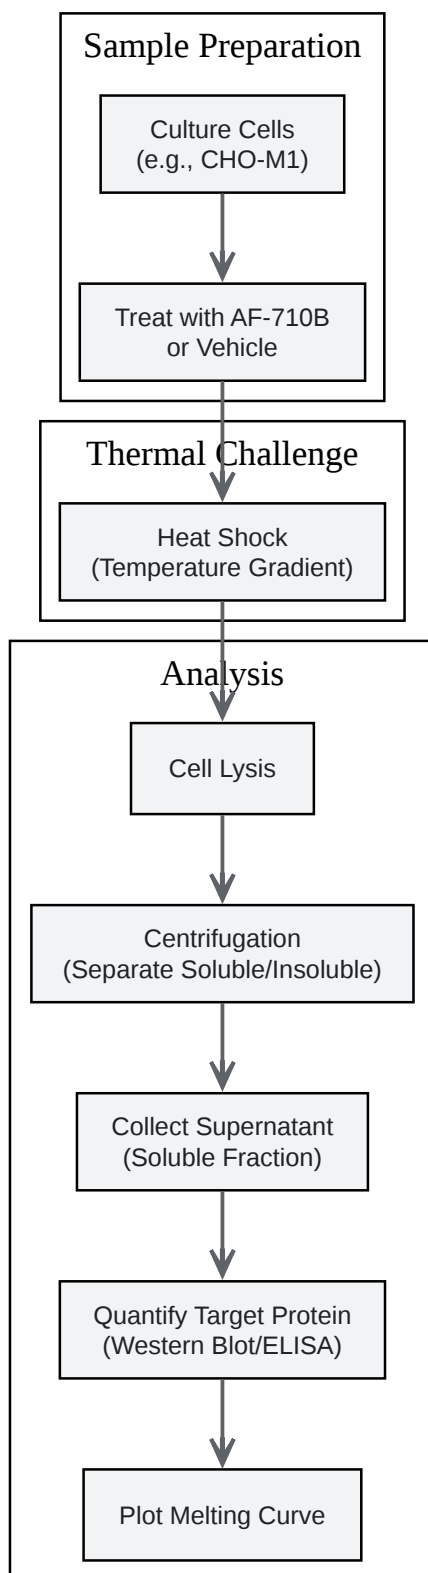 Sample Preparation
Culture Cells
(e.g., CHO-M1)
Treat with AF-710B
or Vehicle
Thermal Challenge
Heat Shock
(Temperature Gradient)
Analysis
Cell Lysis
Centrifugation
(Separate Soluble/Insoluble)
Collect Supernatant
(Soluble Fraction)
Quantify Target Protein
(Western Blot/ELISA)
Plot Melting Curve